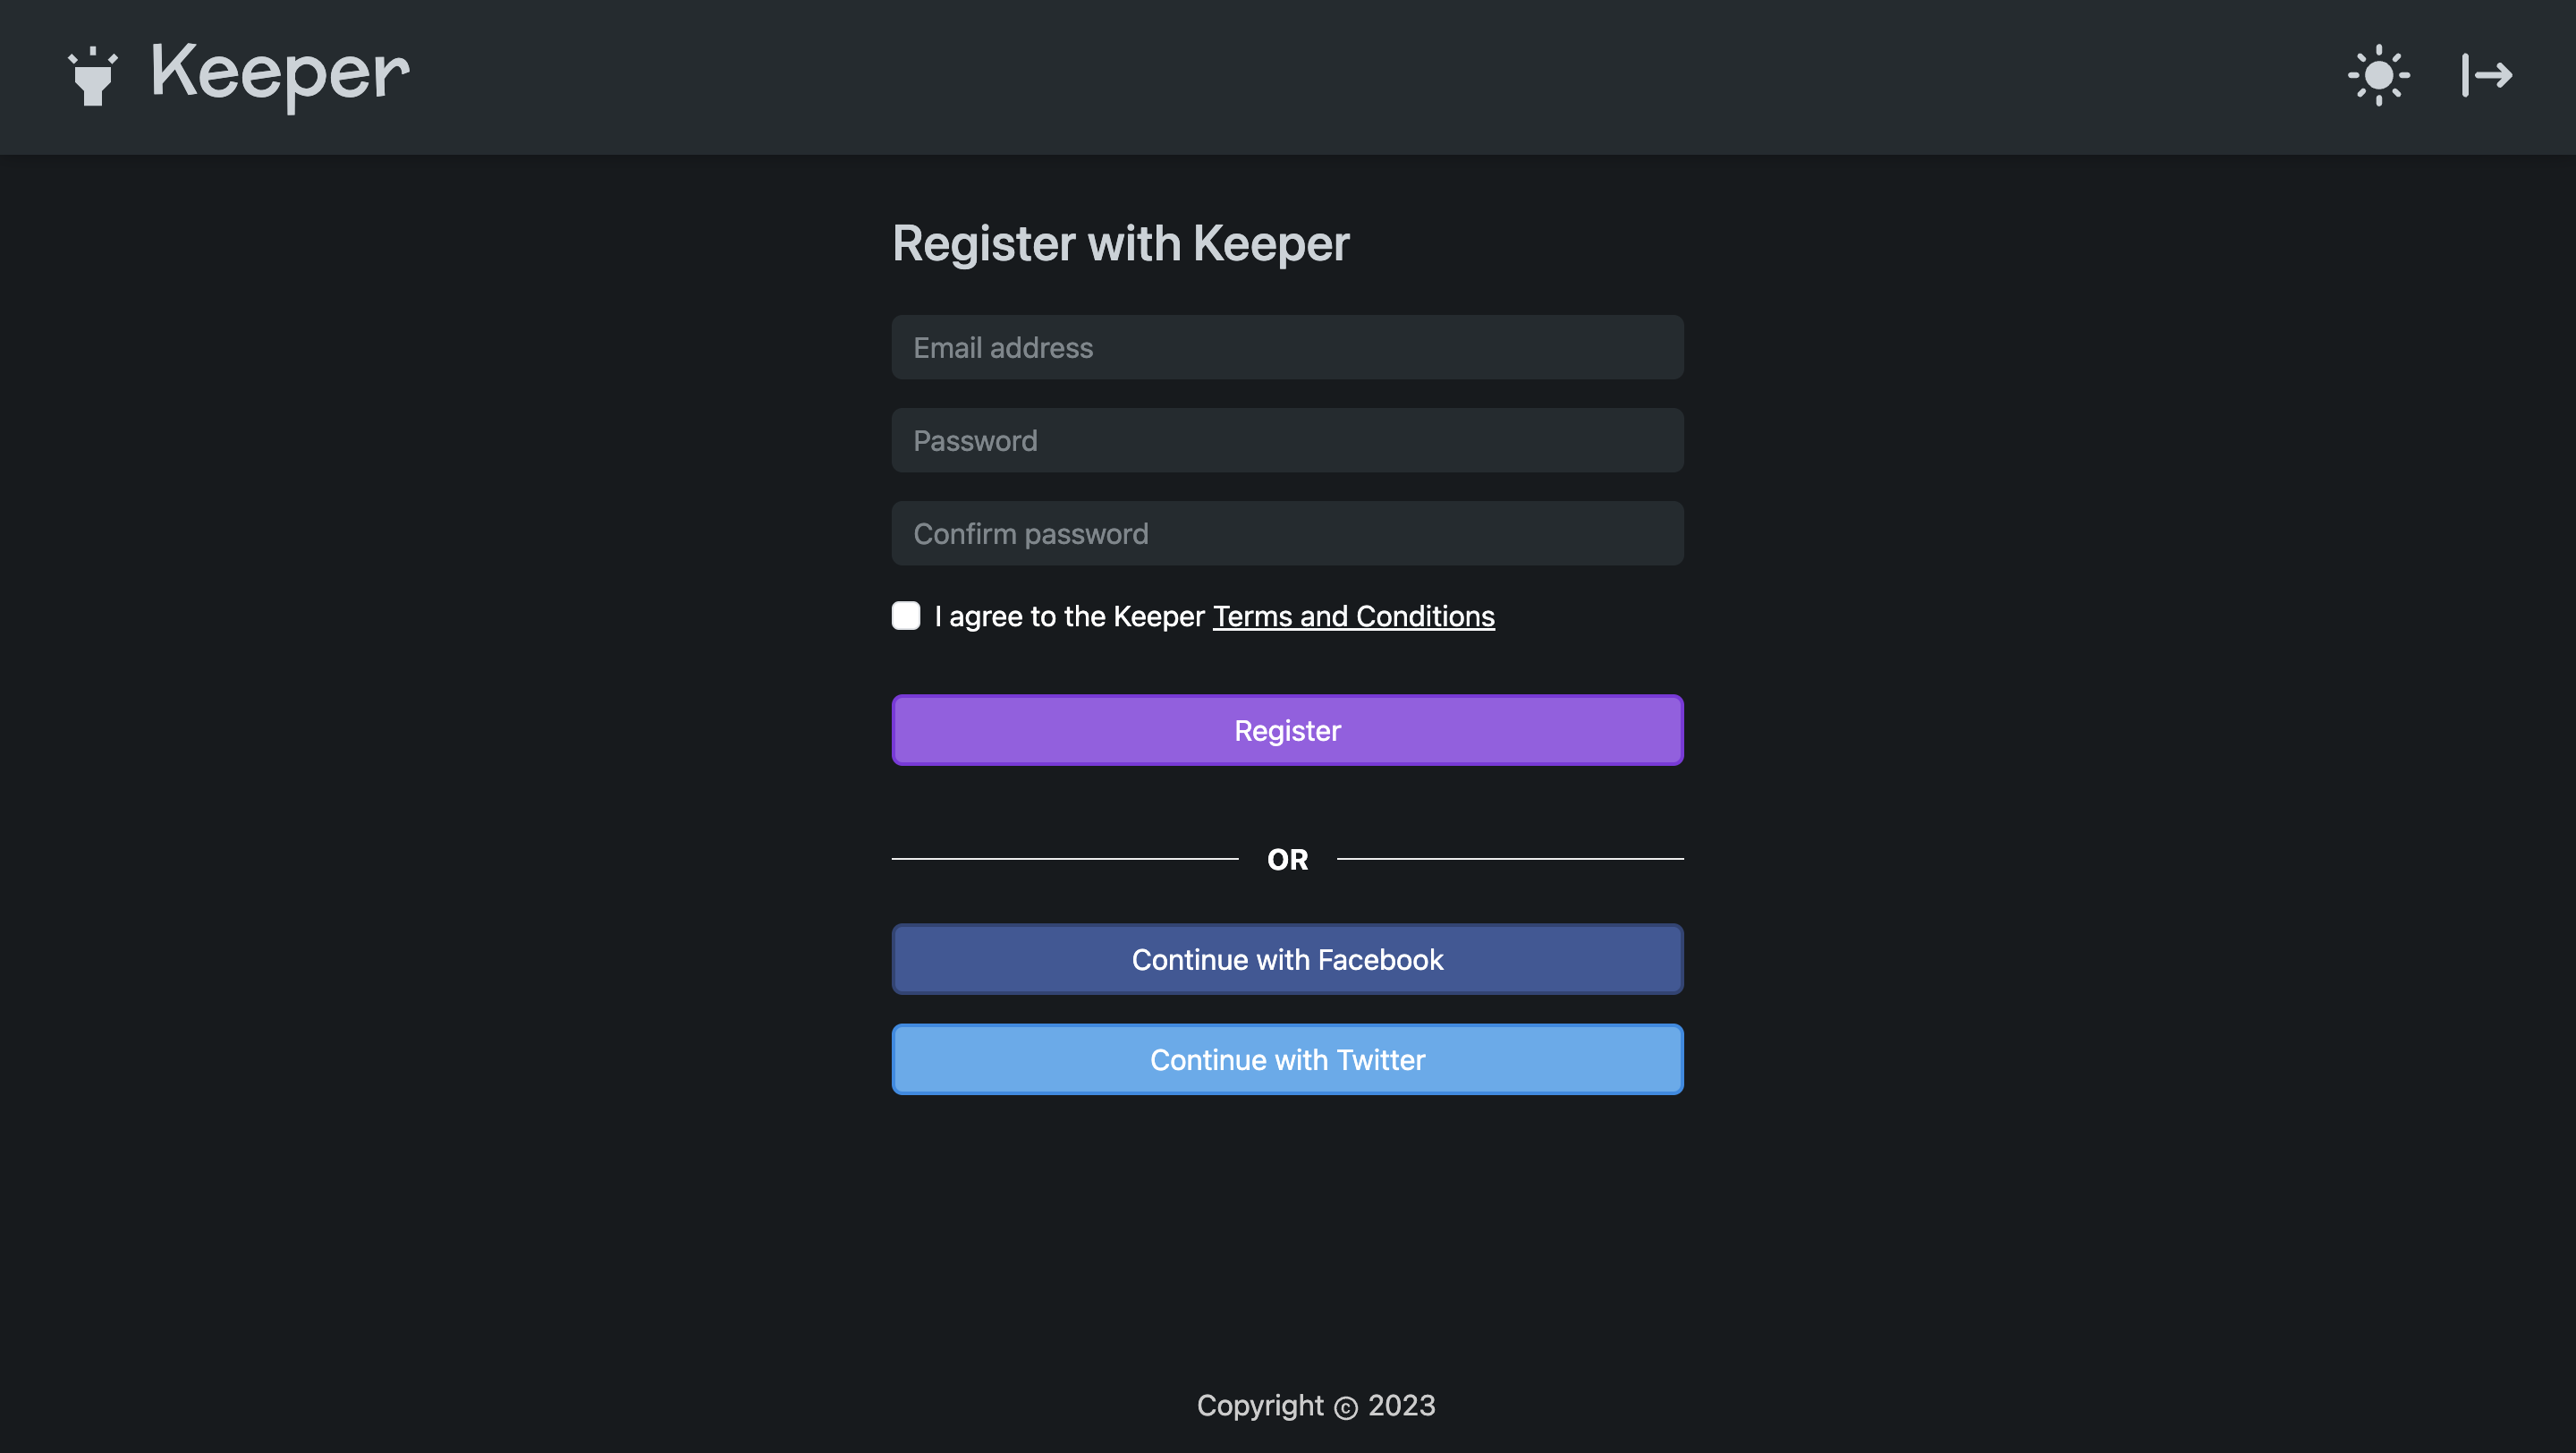 Keeper
Register with Keeper
Email address
Password
Confirm password
I agree to the Keeper Terms and Conditions
Register
OR
Continue with Facebook
Continue with Twitter
Copyright © 2023